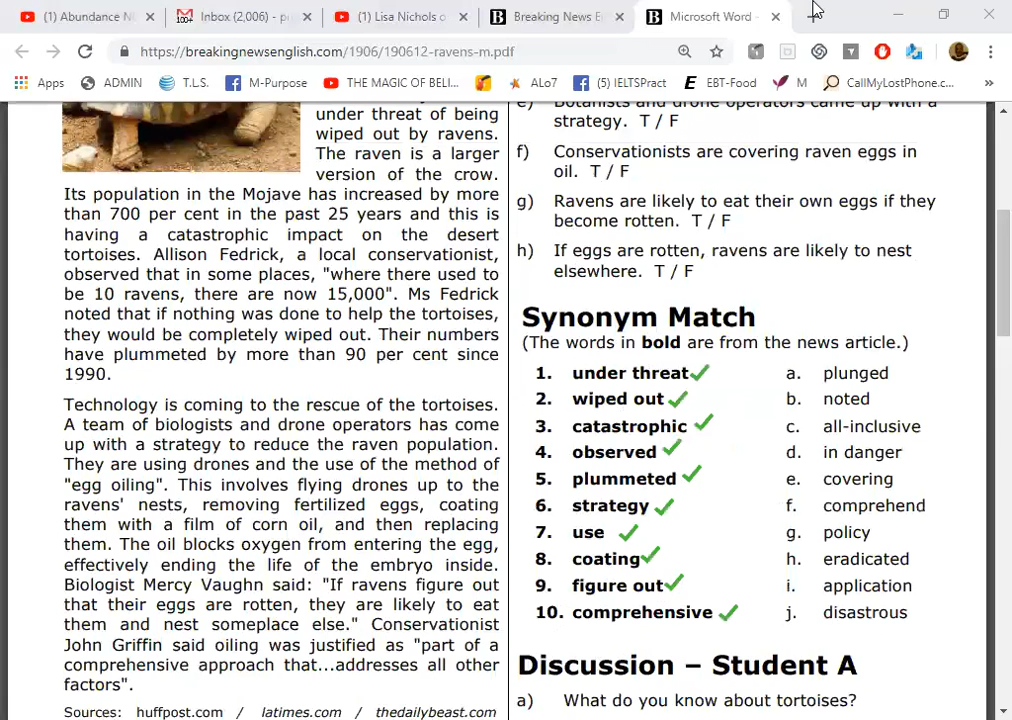 (1) Abundance N
100+ Inbox (2,006) - p
(1) Lisa Nichols o
B Breaking News E
B Microsoft Word -
https://breakingnewsenglish.com/1906/190612-ravens-m.pdf
Apps ADMIN T.L.S. M-Purpose THE MAGIC OF BELI... ALo7 (5) IELTSPract E EBT-Food M CallMyLostPhone.c... »
under threat of being
wiped out by ravens.
The raven is a larger
version of the crow.
Its population in the Mojave has increased by more
than 700 per cent in the past 25 years and this is
having a catastrophic impact on the desert
tortoises. Allison Fedrick, a local conservationist,
observed that in some places, "where there used to
be 10 ravens, there are now 15,000". Ms Fedrick
noted that if nothing was done to help the tortoises,
they would be completely wiped out. Their numbers
have plummeted by more than 90 per cent since
1990.
Technology is coming to the rescue of the tortoises.
A team of biologists and drone operators has come
up with a strategy to reduce the raven population.
They are using drones and the use of the method of
"egg oiling". This involves flying drones up to the
ravens' nests, removing fertilized eggs, coating
them with a film of corn oil, and then replacing
them. The oil blocks oxygen from entering the egg,
effectively ending the life of the embryo inside.
Biologist Mercy Vaughn said: "If ravens figure out
that their eggs are rotten, they are likely to eat
them and nest someplace else." Conservationist
John Griffin said oiling was justified as "part of a
comprehensive approach that...addresses all other
factors".
Sources: huffpost.com / latimes.com / thedailybeast.com
e) Botanists and drone operators came up with a
strategy. T / F
f) Conservationists are covering raven eggs in
oil. T / F
g) Ravens are likely to eat their own eggs if they
become rotten. T / F
h) If eggs are rotten, ravens are likely to nest
elsewhere. T / F
Synonym Match
(The words in bold are from the news article.)
1. under threat a. plunged
2. wiped out b. noted
3. catastrophic c. all-inclusive
4. observed d. in danger
5. plummeted e. covering
6. strategy f. comprehend
7. use g. policy
8. coating h. eradicated
9. figure out i. application
10. comprehensive j. disastrous
Discussion – Student A
a) What do you know about tortoises?